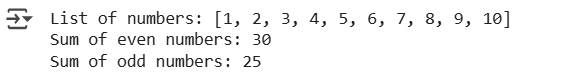 List of numbers: [1, 2, 3, 4, 5, 6, 7, 8, 9, 10]
Sum of even numbers: 30
Sum of odd numbers: 25